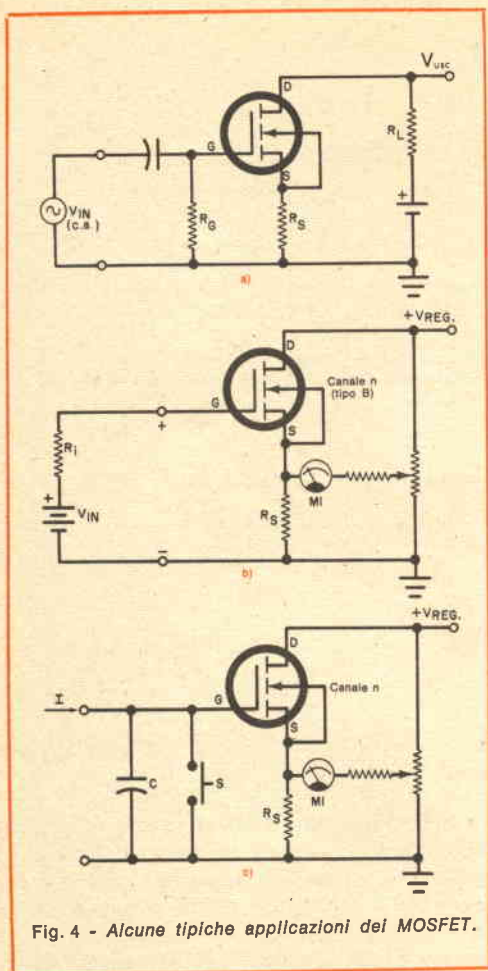 V USC
D
RL
G
VIN
(c.a.)
S
RG
RS
+
a)
+VREG.
D
Canale n
(tipo B)
G
+
S
Ri
MI
+
VIN
RS
−
b)
+VREG.
D
Canale n
I
G
S
C
S
MI
RS
c)
Fig. 4 - Alcune tipiche applicazioni dei MOSFET.